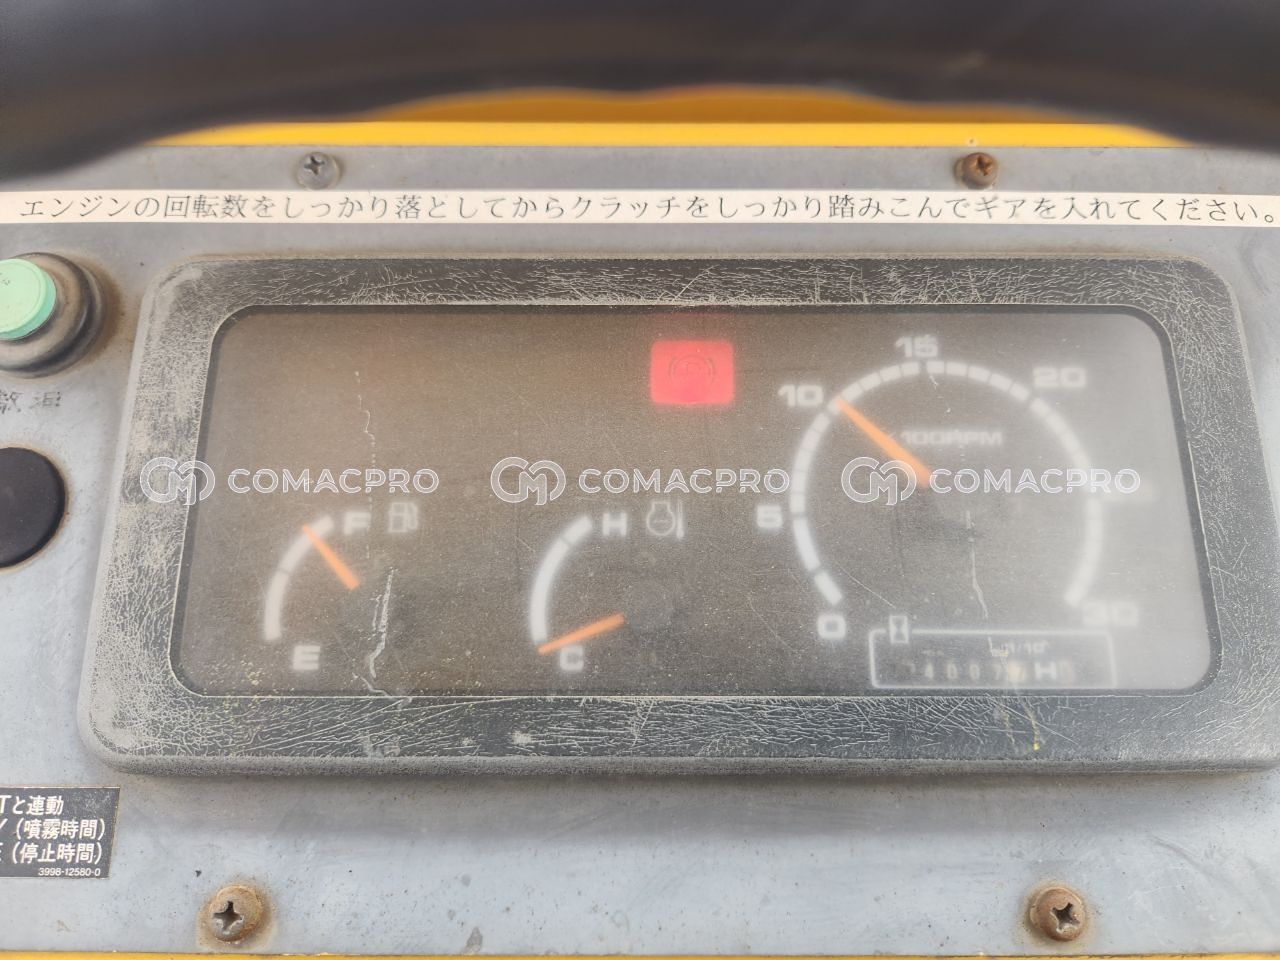 エンジンの回転数をしっかり落としてからクラッチをしっかり踏みこんでギアを入れてください。
15
10
20
100RPM
COMACPRO COMACPRO COMACPRO
F
H
5
0
30
E
C
1/10
H
Tと連動
(噴霧時間)
(停止時間)
3998-12580-0